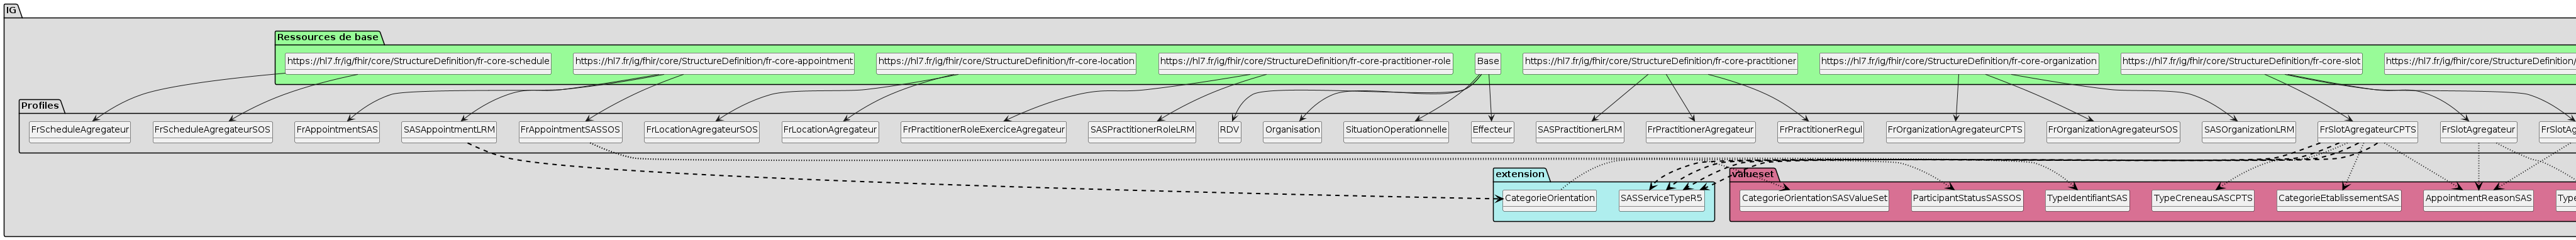 IG
Ressources de base
https://hl7.fr/ig/fhir/core/StructureDefinition/fr-core-schedule
https://hl7.fr/ig/fhir/core/StructureDefinition/fr-core-appointment
https://hl7.fr/ig/fhir/core/StructureDefinition/fr-core-location
https://hl7.fr/ig/fhir/core/StructureDefinition/fr-core-practitioner-role
Base
https://hl7.fr/ig/fhir/core/StructureDefinition/fr-core-practitioner
https://hl7.fr/ig/fhir/core/StructureDefinition/fr-core-organization
https://hl7.fr/ig/fhir/core/StructureDefinition/fr-core-slot
https://hl7.fr/ig/fhir/core/StructureDefinition/
Profiles
FrScheduleAgregateur
FrScheduleAgregateurSOS
FrAppointmentSAS
SASAppointmentLRM
FrAppointmentSASSOS
FrLocationAgregateurSOS
FrLocationAgregateur
FrPractitionerRoleExerciceAgregateur
SASPractitionerRoleLRM
RDV
Organisation
SituationOperationnelle
Effecteur
SASPractitionerLRM
FrPractitionerAgregateur
FrPractitionerRegul
FrOrganizationAgregateurCPTS
FrOrganizationAgregateurSOS
SASOrganizationLRM
FrSlotAgregateurCPTS
FrSlotAgregateur
FrSlotAg
extension
CategorieOrientation
SASServiceTypeR5
valueset
CategorieOrientationSASValueSet
ParticipantStatusSASSOS
TypeIdentifiantSAS
TypeCreneauSASCPTS
CategorieEtablissementSAS
AppointmentReasonSAS
Type